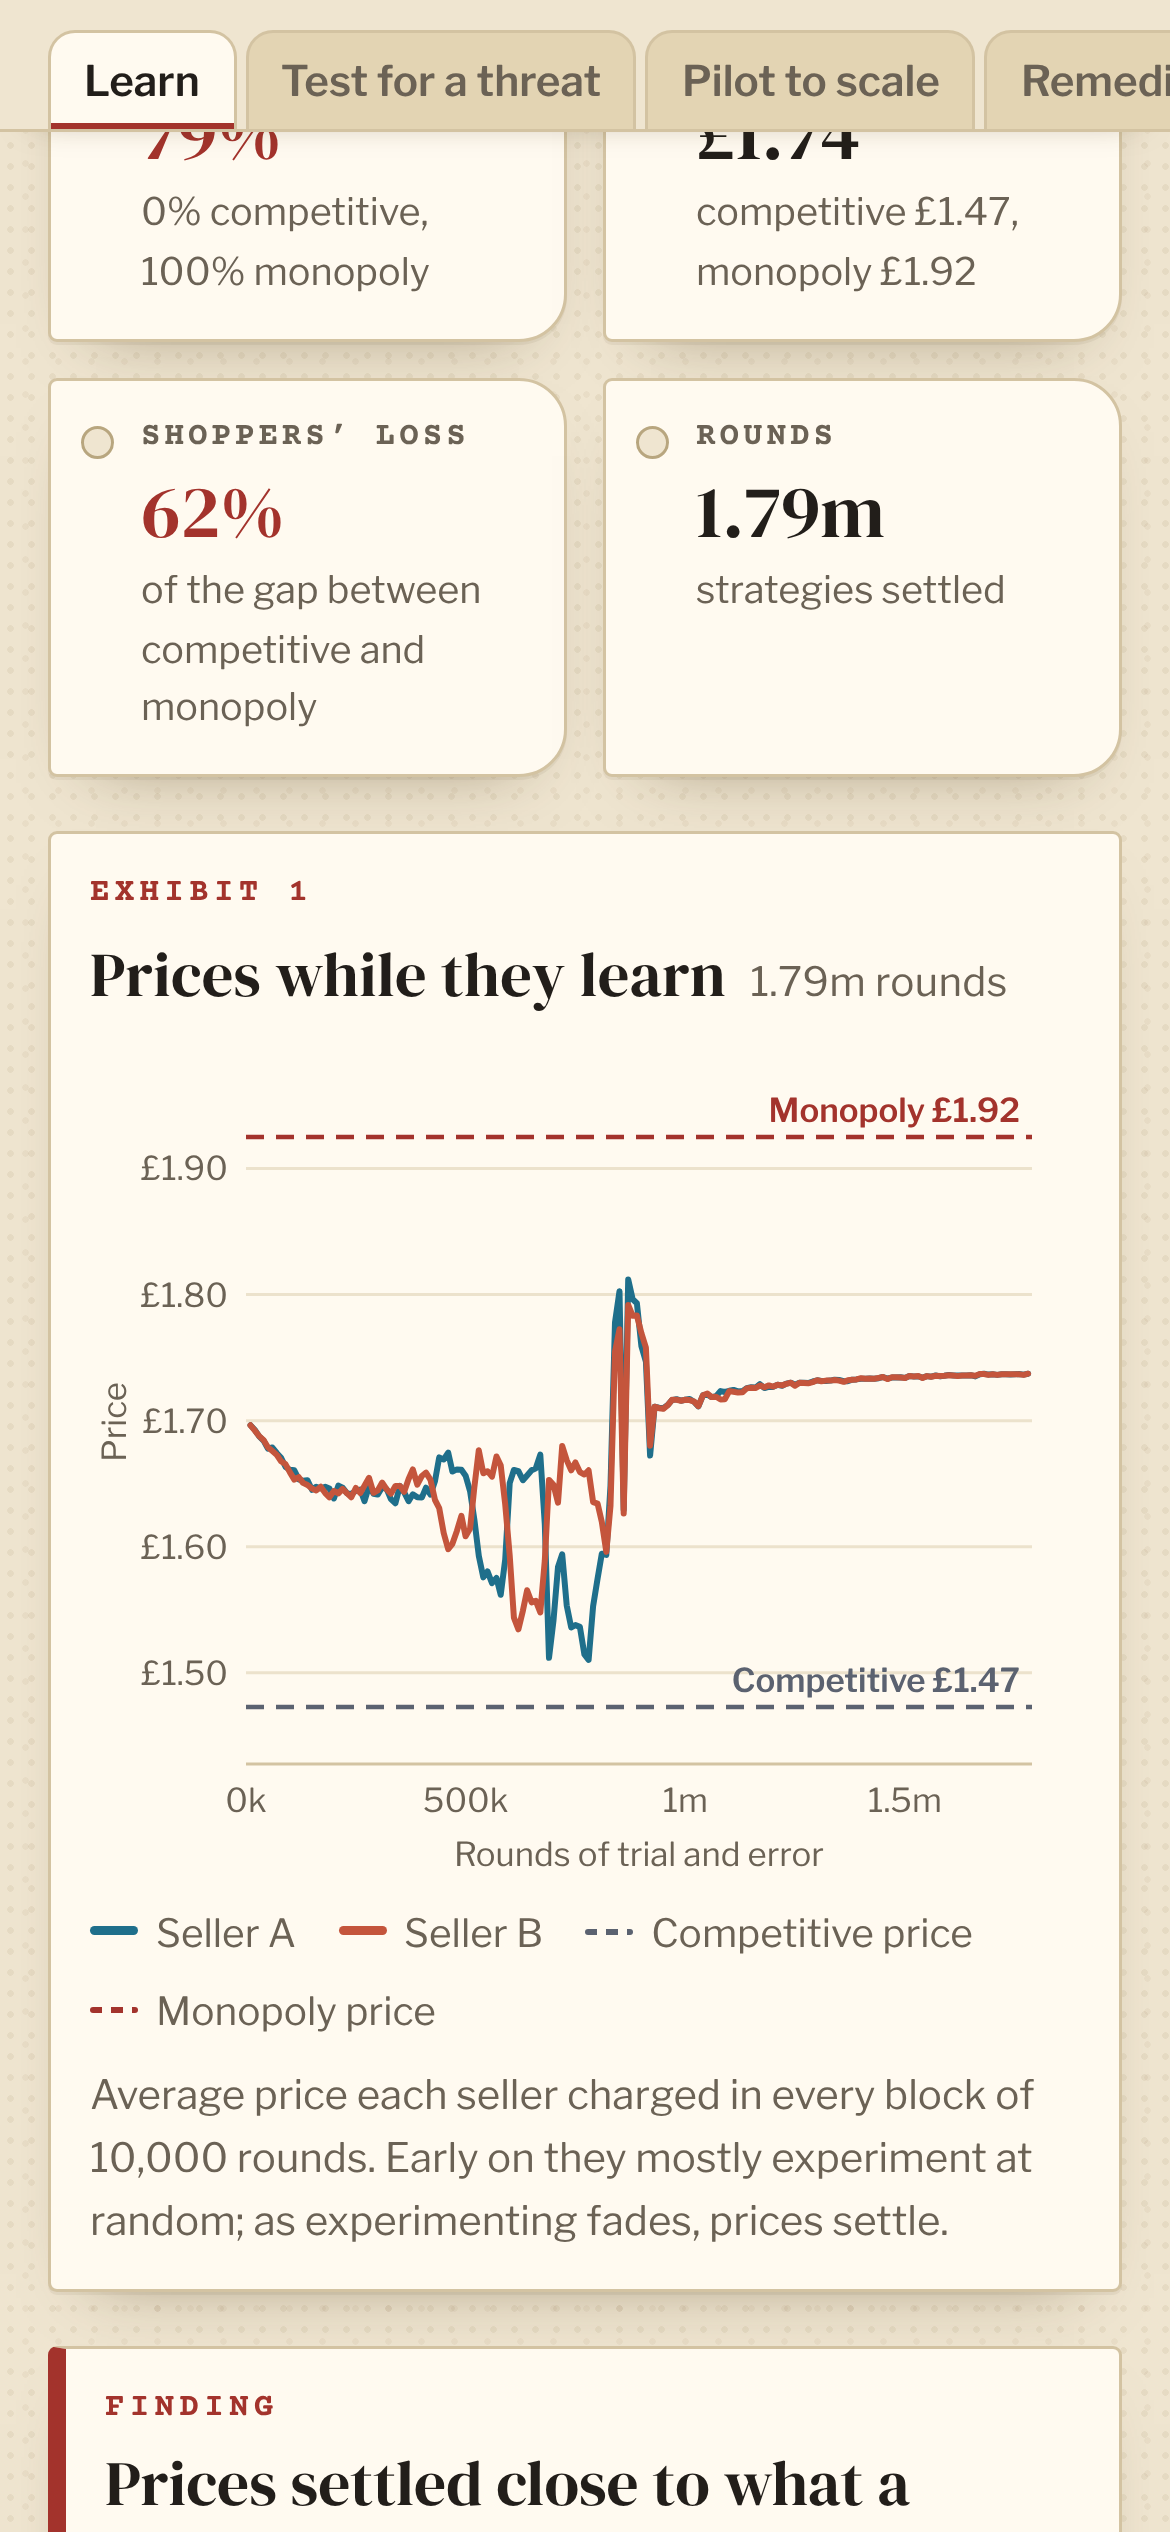 Learn
Test for a threat
Pilot to scale
Remedi
79%
0% competitive,
100% monopoly
£1.74
competitive £1.47,
monopoly £1.92
SHOPPERS’ LOSS
62%
of the gap between
competitive and
monopoly
ROUNDS
1.79m
strategies settled
EXHIBIT 1
Prices while they learn 1.79m rounds
Monopoly £1.92
£1.90
£1.80
£1.70
£1.60
£1.50
Price
Competitive £1.47
0k 500k 1m 1.5m
Rounds of trial and error
Seller A Seller B Competitive price
Monopoly price
Average price each seller charged in every block of
10,000 rounds. Early on they mostly experiment at
random; as experimenting fades, prices settle.
FINDING
Prices settled close to what a